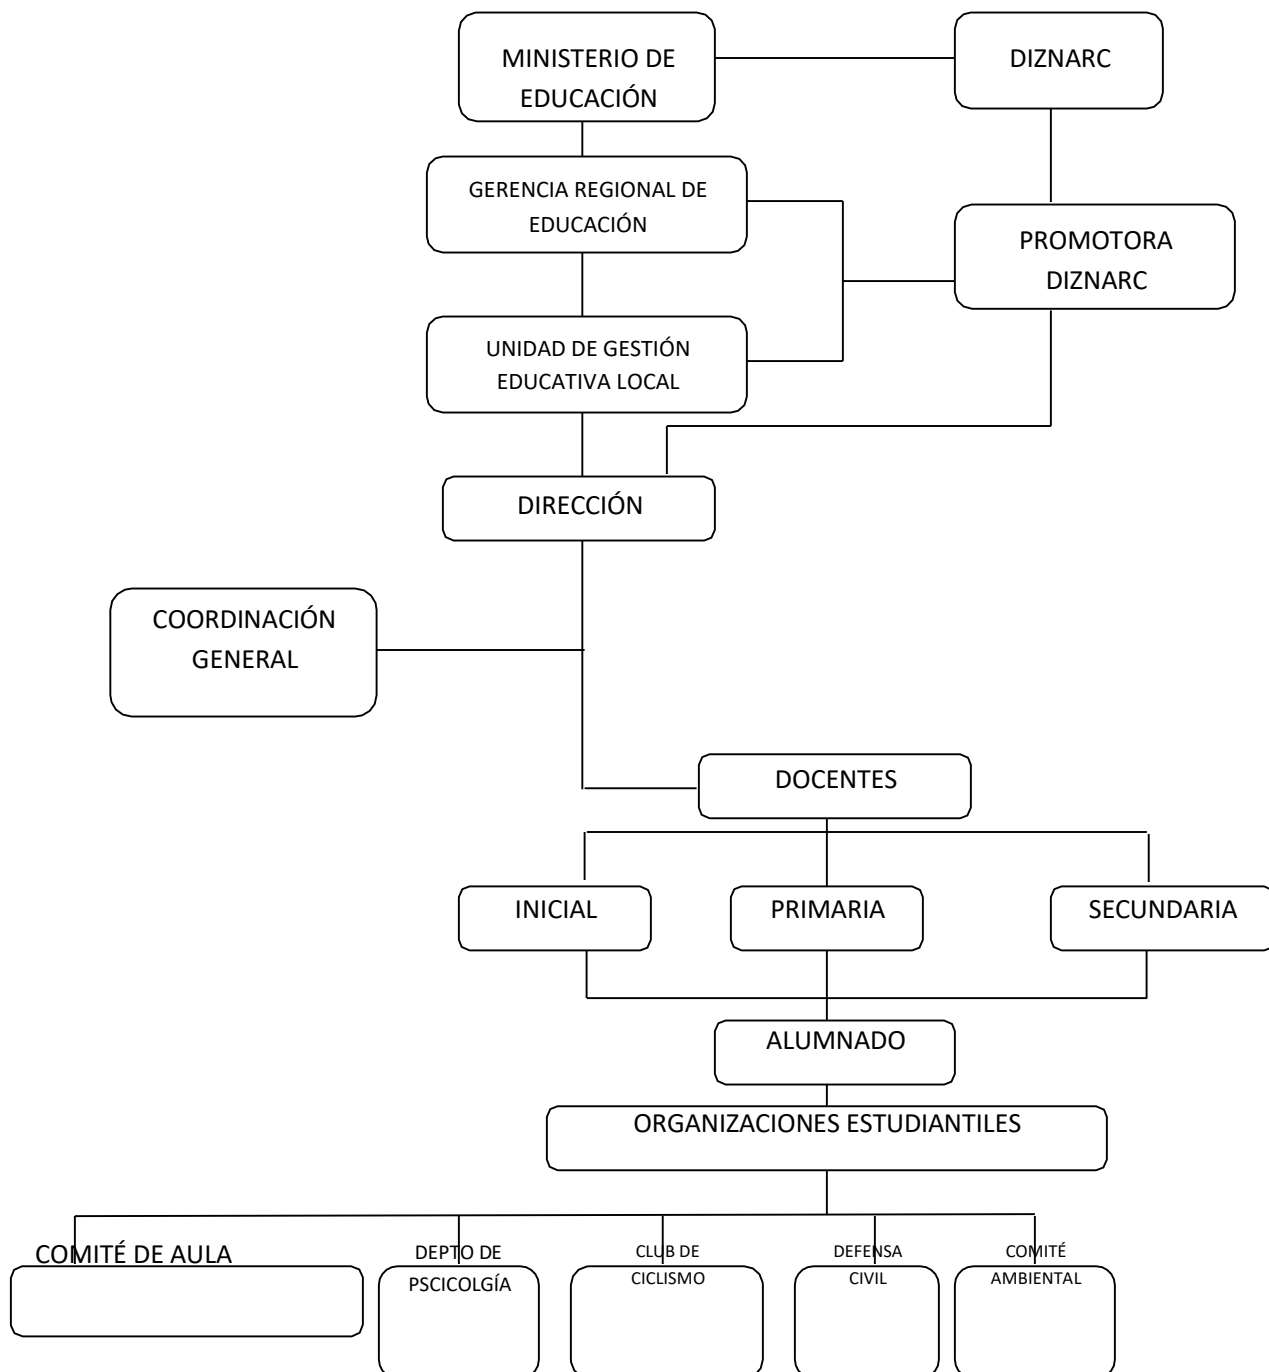 MINISTERIO DE
EDUCACIÓN
DIZNARC
GERENCIA REGIONAL DE
EDUCACIÓN
PROMOTORA
DIZNARC
UNIDAD DE GESTIÓN
EDUCATIVA LOCAL
DIRECCIÓN
COORDINACIÓN
GENERAL
DOCENTES
INICIAL
PRIMARIA
SECUNDARIA
ALUMNADO
ORGANIZACIONES ESTUDIANTILES
COMITÉ DE AULA
DEPTO DE
PSCICOLGÍA
CLUB DE
CICLISMO
DEFENSA
CIVIL
COMITÉ
AMBIENTAL